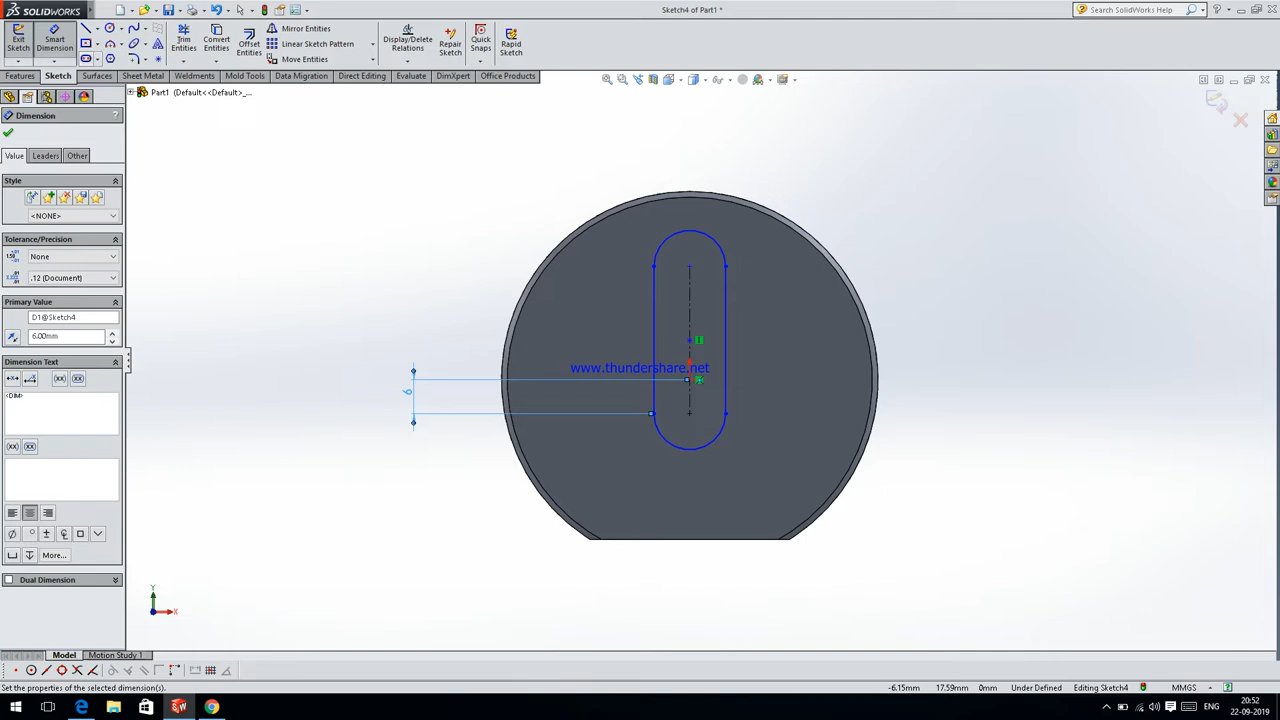 SOLIDWORKS
Sketch4 of Part1 *
Search SolidWorks Help
Exit Sketch
Smart Dimension
Trim Entities
Convert Entities
Offset Entities
Mirror Entities
Linear Sketch Pattern
Move Entities
Display/Delete Relations
Repair Sketch
Quick Snaps
Rapid Sketch
Features
Sketch
Surfaces
Sheet Metal
Weldments
Mold Tools
Data Migration
Direct Editing
Evaluate
DimXpert
Office Products
Part1 (Default<<Default>_...
Dimension
?
Value
Leaders
Other
Style
<NONE>
Tolerance/Precision
None
.12 (Document)
Primary Value
D1@Sketch4
6.00mm
Dimension Text
<DIM>
More...
Dual Dimension
www.thundershare.net
6
Y
X
Model
Motion Study 1
Set the properties of the selected dimension(s).
-6.15mm
17.59mm
0mm
Under Defined
Editing Sketch4
MMGS
ENG
20:52
22-09-2019